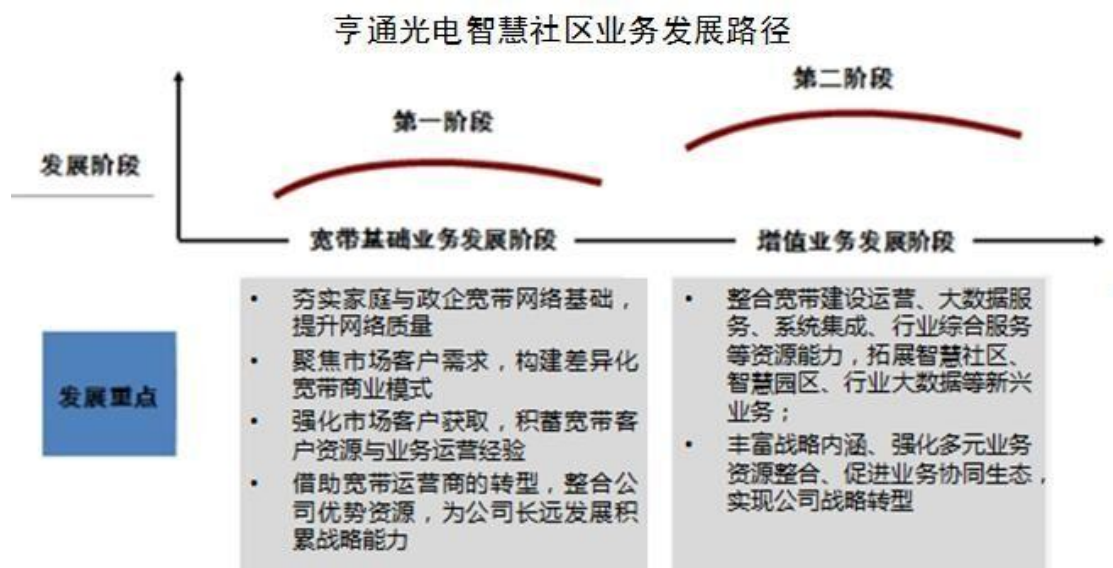 亨通光电智慧社区业务发展路径
第二阶段
第一阶段
发展阶段
宽带基础业务发展阶段
增值业务发展阶段
• 夯实家庭与政企宽带网络基础，
提升网络质量
• 聚焦市场客户需求，构建差异化
宽带商业模式
• 强化市场客户获取，积蓄宽带客
户资源与业务运营经验
• 借助宽带运营商的转型，整合公
司优势资源，为公司长远发展积
累战略能力
• 整合宽带建设运营、大数据服
务、系统集成、行业综合服务
等资源能力，拓展智慧社区、
智慧园区、行业大数据等新兴
业务；
• 丰富战略内涵、强化多元业务
资源整合、促进业务协同生态，
实现公司战略转型
发展重点